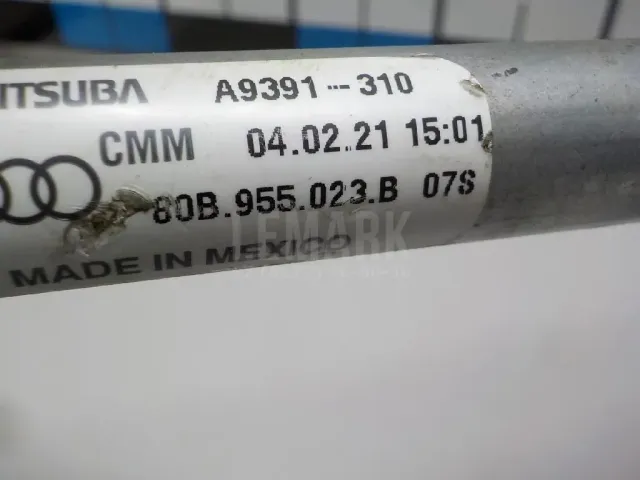 ITSUBA A9391-310
CMM 04.02.21 15:01
80B.955.023.B 07S
MADE IN MEXICO
LEMARK